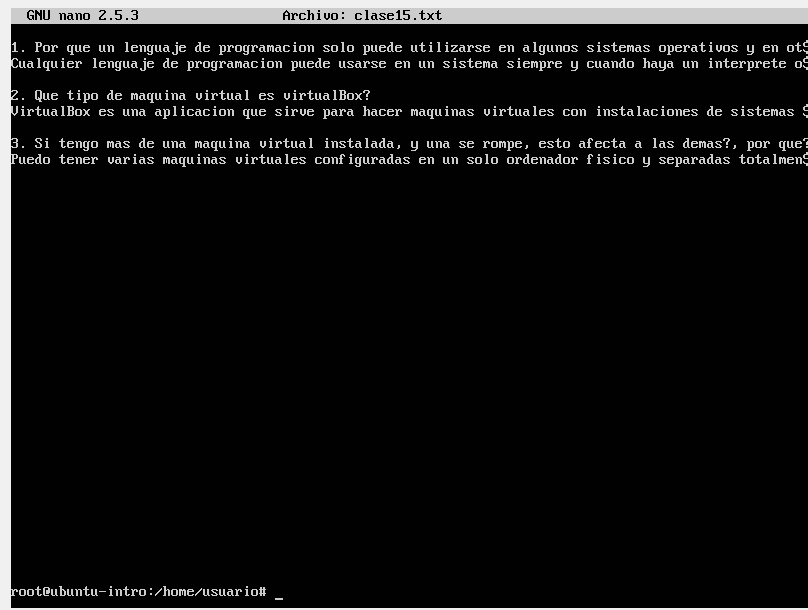 GNU nano 2.5.3 Archivo: clase15.txt
1. Por que un lenguaje de programacion solo puede utilizarse en algunos sistemas operativos y en ot$
Cualquier lenguaje de programacion puede usarse en un sistema siempre y cuando haya un interprete o$
2. Que tipo de maquina virtual es virtualBox?
VirtualBox es una aplicacion que sirve para hacer maquinas virtuales con instalaciones de sistemas $
3. Si tengo mas de una maquina virtual instalada, y una se rompe, esto afecta a las demas?, por que?
Puedo tener varias maquinas virtuales configuradas en un solo ordenador fisico y separadas totalmen$
root@ubuntu-intro:/home/usuario# _